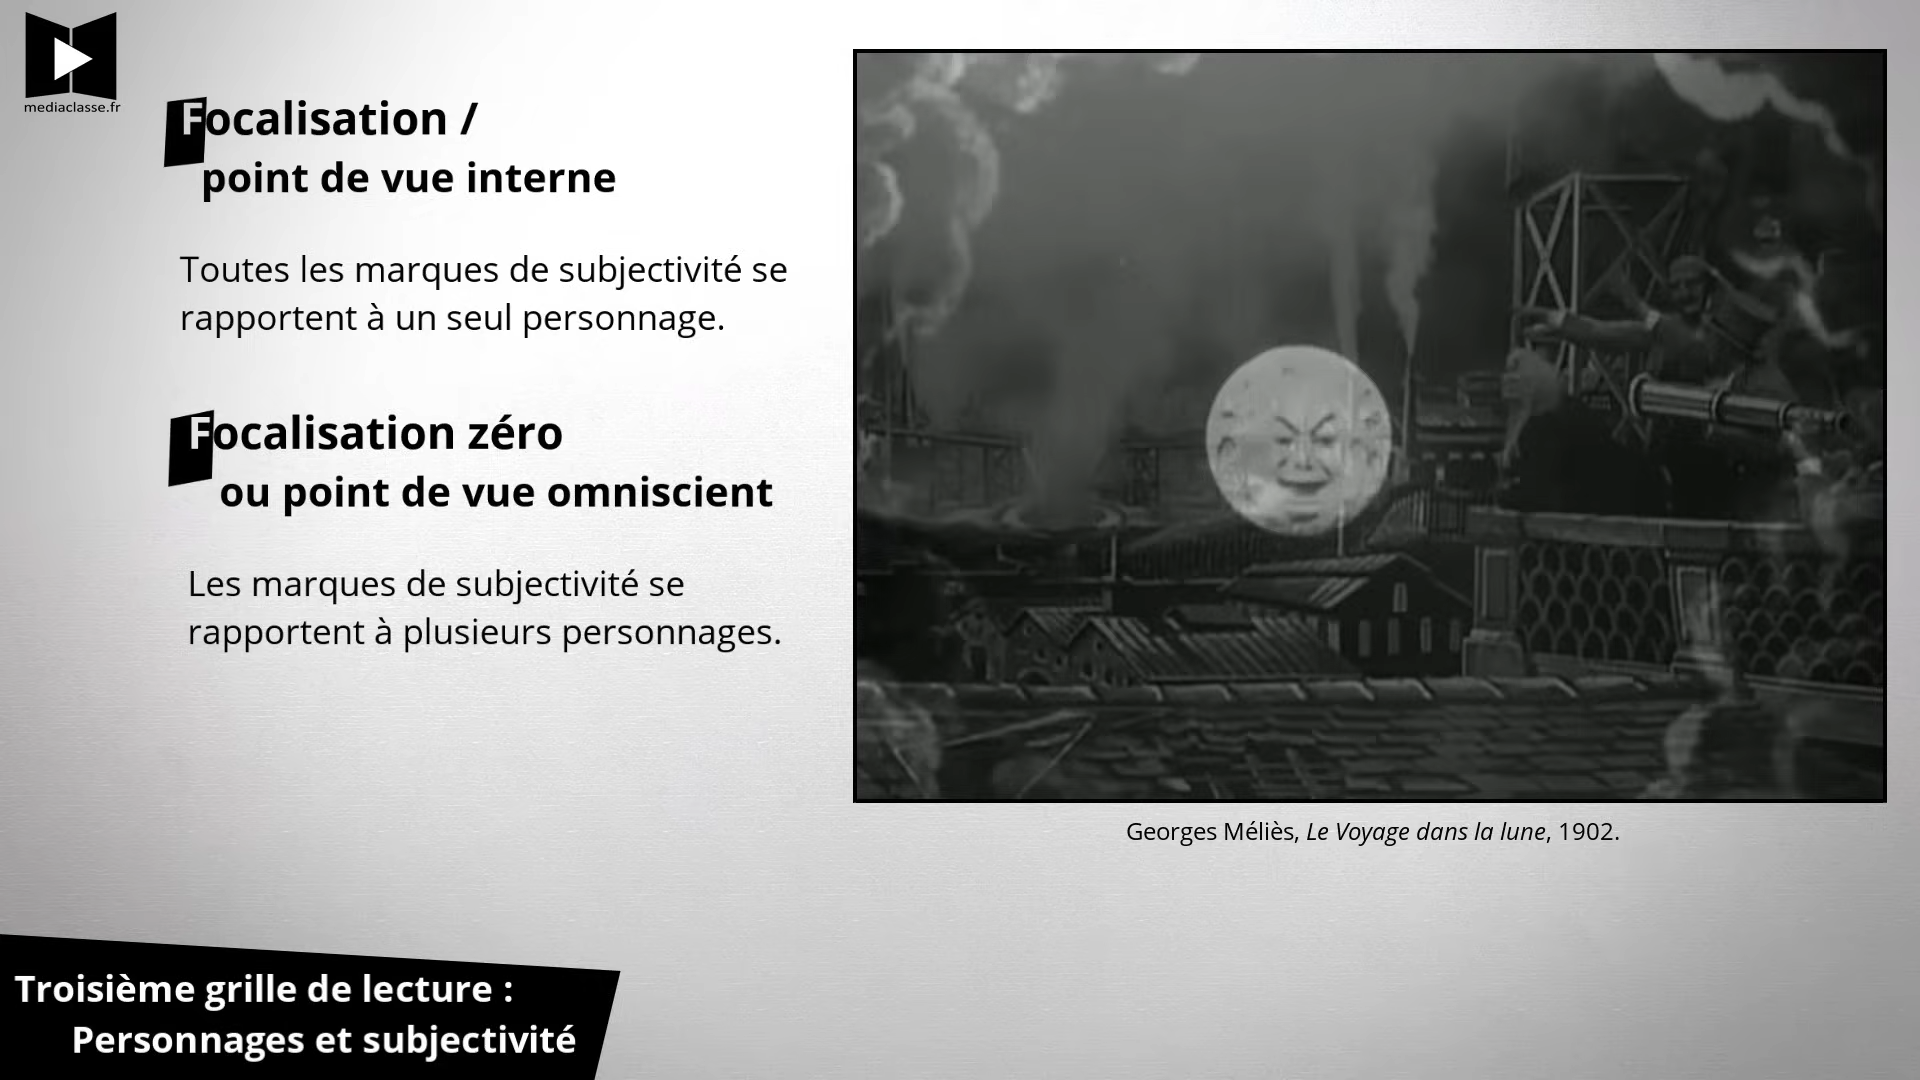 mediaclasse.fr
Focalisation /
point de vue interne
Toutes les marques de subjectivité se
rapportent à un seul personnage.
Focalisation zéro
ou point de vue omniscient
Les marques de subjectivité se
rapportent à plusieurs personnages.
Georges Méliès, Le Voyage dans la lune, 1902.
Troisième grille de lecture :
Personnages et subjectivité